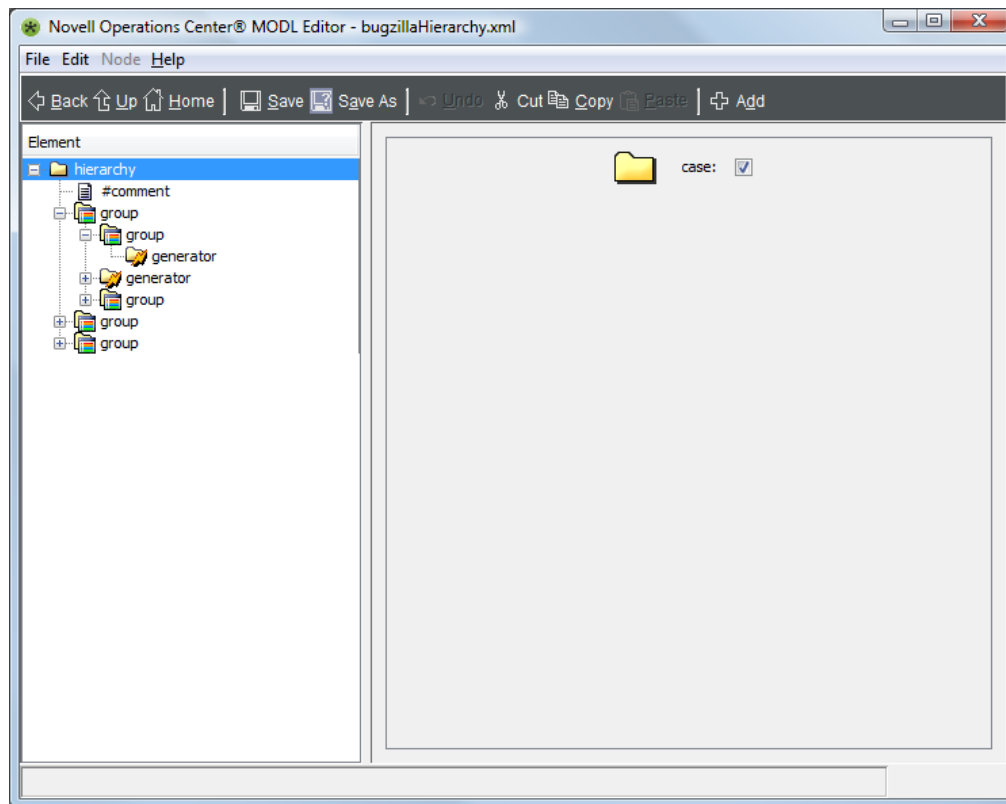 Novell Operations Center® MODL Editor - bugzillaHierarchy.xml
File Edit Node Help
Back Up Home Save Save As Undo Cut Copy Paste Add
Element
hierarchy
case:
#comment
group
group
generator
generator
group
group
group